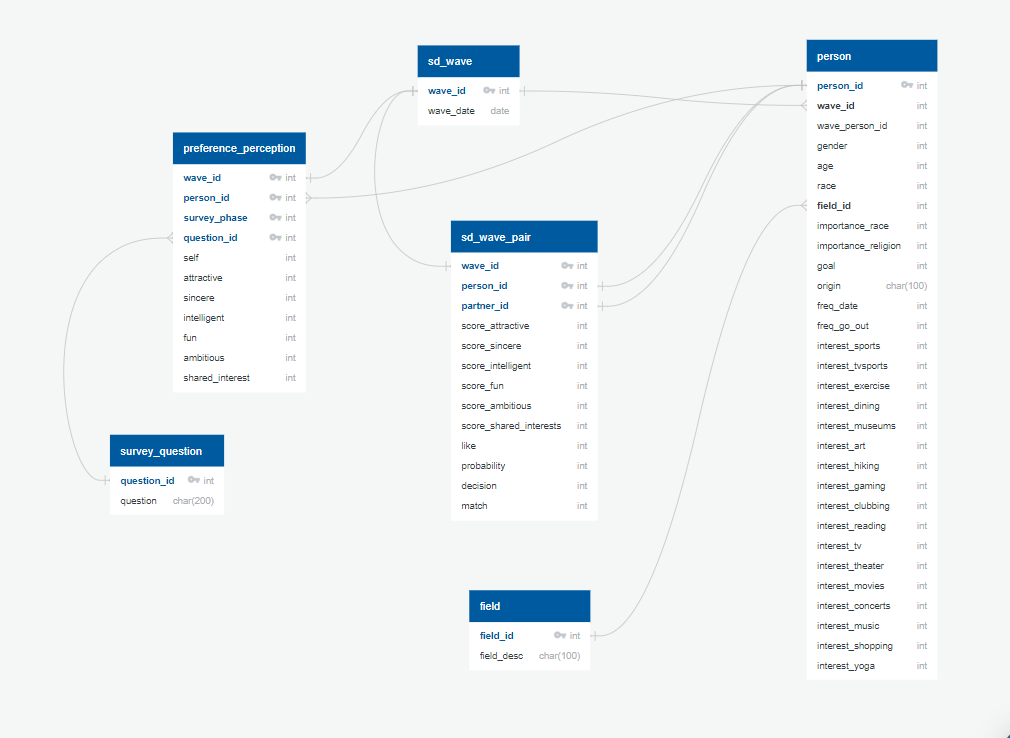 sd_wave
wave_id int
wave_date date
person
person_id int
wave_id int
wave_person_id int
gender int
age int
race int
field_id int
importance_race int
importance_religion int
goal int
origin char(100)
freq_date int
freq_go_out int
interest_sports int
interest_tvsports int
interest_exercise int
interest_dining int
interest_museums int
interest_art int
interest_hiking int
interest_gaming int
interest_clubbing int
interest_reading int
interest_tv int
interest_theater int
interest_movies int
interest_concerts int
interest_music int
interest_shopping int
interest_yoga int
preference_perception
wave_id int
person_id int
survey_phase int
question_id int
self int
attractive int
sincere int
intelligent int
fun int
ambitious int
shared_interest int
sd_wave_pair
wave_id int
person_id int
partner_id int
score_attractive int
score_sincere int
score_intelligent int
score_fun int
score_ambitious int
score_shared_interests int
like int
probability int
decision int
match int
survey_question
question_id int
question char(200)
field
field_id int
field_desc char(100)